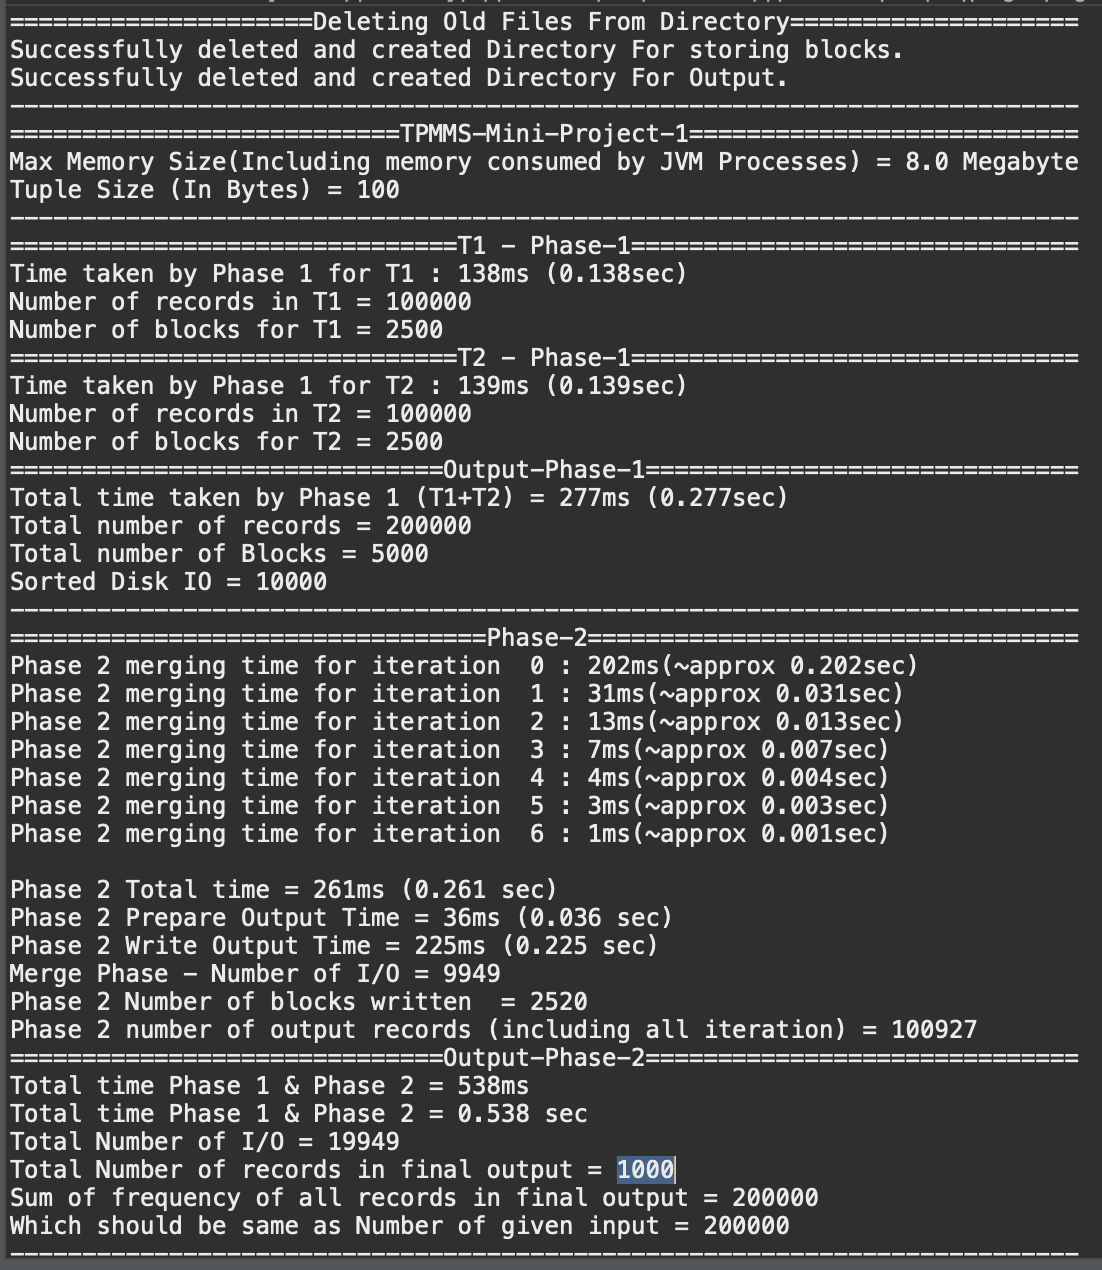 =====================Deleting Old Files From Directory====================
Successfully deleted and created Directory For storing blocks.
Successfully deleted and created Directory For Output.
--------------------------------------------------------------------------
===========================TPMMS-Mini-Project-1===========================
Max Memory Size(Including memory consumed by JVM Processes) = 8.0 Megabyte
Tuple Size (In Bytes) = 100
--------------------------------------------------------------------------
===============================T1 - Phase-1===============================
Time taken by Phase 1 for T1 : 138ms (0.138sec)
Number of records in T1 = 100000
Number of blocks for T1 = 2500
===============================T2 - Phase-1===============================
Time taken by Phase 1 for T2 : 139ms (0.139sec)
Number of records in T2 = 100000
Number of blocks for T2 = 2500
==============================Output-Phase-1==============================
Total time taken by Phase 1 (T1+T2) = 277ms (0.277sec)
Total number of records = 200000
Total number of Blocks = 5000
Sorted Disk IO = 10000
--------------------------------------------------------------------------
=================================Phase-2==================================
Phase 2 merging time for iteration  0 : 202ms(~approx 0.202sec)
Phase 2 merging time for iteration  1 : 31ms(~approx 0.031sec)
Phase 2 merging time for iteration  2 : 13ms(~approx 0.013sec)
Phase 2 merging time for iteration  3 : 7ms(~approx 0.007sec)
Phase 2 merging time for iteration  4 : 4ms(~approx 0.004sec)
Phase 2 merging time for iteration  5 : 3ms(~approx 0.003sec)
Phase 2 merging time for iteration  6 : 1ms(~approx 0.001sec)
Phase 2 Total time = 261ms (0.261 sec)
Phase 2 Prepare Output Time = 36ms (0.036 sec)
Phase 2 Write Output Time = 225ms (0.225 sec)
Merge Phase - Number of I/O = 9949
Phase 2 Number of blocks written  = 2520
Phase 2 number of output records (including all iteration) = 100927
==============================Output-Phase-2==============================
Total time Phase 1 & Phase 2 = 538ms
Total time Phase 1 & Phase 2 = 0.538 sec
Total Number of I/O = 19949
Total Number of records in final output = 1000
Sum of frequency of all records in final output = 200000
Which should be same as Number of given input = 200000
--------------------------------------------------------------------------